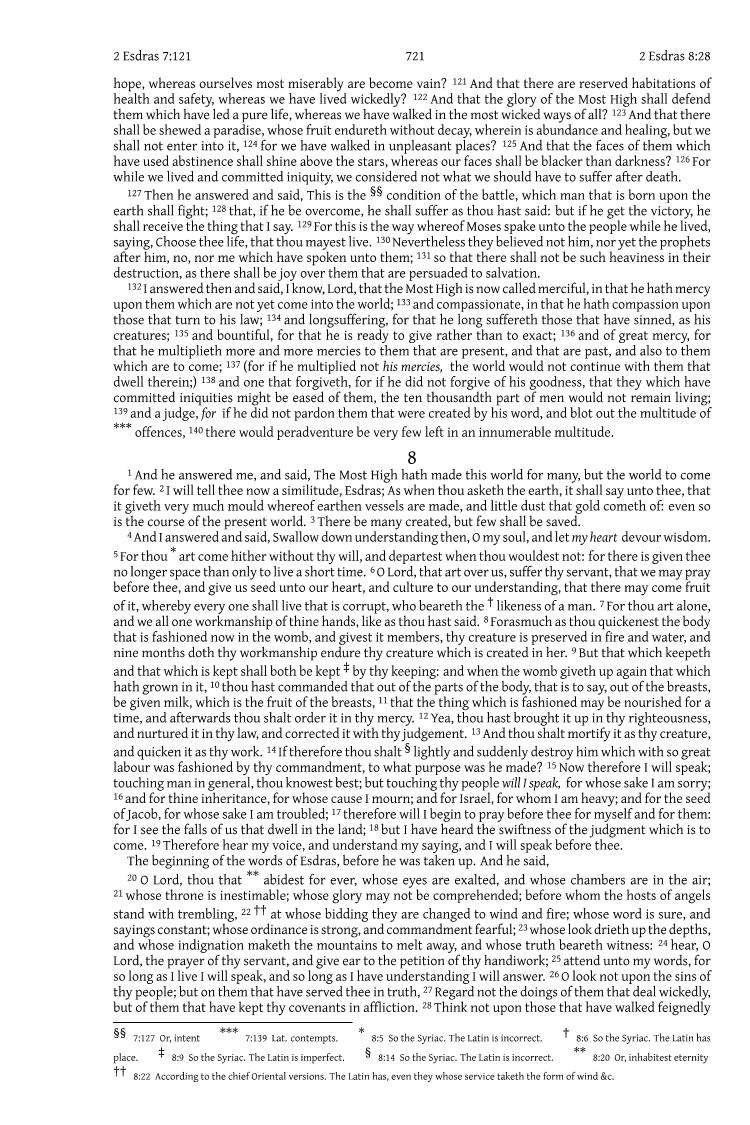 2 Esdras 7:121 721 2 Esdras 8:28
hope, whereas ourselves most miserably are become vain? 121 And that there are reserved habitations of
health and safety, whereas we have lived wickedly? 122 And that the glory of the Most High shall defend
them which have led a pure life, whereas we have walked in the most wicked ways of all? 123 And that there
shall be shewed a paradise, whose fruit endureth without decay, wherein is abundance and healing, but we
shall not enter into it, 124 for we have walked in unpleasant places? 125 And that the faces of them which
have used abstinence shall shine above the stars, whereas our faces shall be blacker than darkness? 126 For
while we lived and committed iniquity, we considered not what we should have to suffer after death.
127 Then he answered and said, This is the §§ condition of the battle, which man that is born upon the
earth shall fight; 128 that, if he be overcome, he shall suffer as thou hast said: but if he get the victory, he
shall receive the thing that I say. 129 For this is the way whereof Moses spake unto the people while he lived,
saying, Choose thee life, that thou mayest live. 130 Nevertheless they believed not him, nor yet the prophets
after him, no, nor me which have spoken unto them; 131 so that there shall not be such heaviness in their
destruction, as there shall be joy over them that are persuaded to salvation.
132 I answered then and said, I know, Lord, that the Most High is now called merciful, in that he hath mercy
upon them which are not yet come into the world; 133 and compassionate, in that he hath compassion upon
those that turn to his law; 134 and longsuffering, for that he long suffereth those that have sinned, as his
creatures; 135 and bountiful, for that he is ready to give rather than to exact; 136 and of great mercy, for
that he multiplieth more and more mercies to them that are present, and that are past, and also to them
which are to come; 137 (for if he multiplied not his mercies, the world would not continue with them that
dwell therein;) 138 and one that forgiveth, for if he did not forgive of his goodness, that they which have
committed iniquities might be eased of them, the ten thousandth part of men would not remain living;
139 and a judge, for if he did not pardon them that were created by his word, and blot out the multitude of
*** offences, 140 there would peradventure be very few left in an innumerable multitude.
8
1 And he answered me, and said, The Most High hath made this world for many, but the world to come
for few. 2 I will tell thee now a similitude, Esdras; As when thou asketh the earth, it shall say unto thee, that
it giveth very much mould whereof earthen vessels are made, and little dust that gold cometh of: even so
is the course of the present world. 3 There be many created, but few shall be saved.
4 And I answered and said, Swallow down understanding then, O my soul, and let my heart devour wisdom.
5 For thou * art come hither without thy will, and departest when thou wouldest not: for there is given thee
no longer space than only to live a short time. 6 O Lord, that art over us, suffer thy servant, that we may pray
before thee, and give us seed unto our heart, and culture to our understanding, that there may come fruit
of it, whereby every one shall live that is corrupt, who beareth the † likeness of a man. 7 For thou art alone,
and we all one workmanship of thine hands, like as thou hast said. 8 Forasmuch as thou quickenest the body
that is fashioned now in the womb, and givest it members, thy creature is preserved in fire and water, and
nine months doth thy workmanship endure thy creature which is created in her. 9 But that which keepeth
and that which is kept shall both be kept ‡ by thy keeping: and when the womb giveth up again that which
hath grown in it, 10 thou hast commanded that out of the parts of the body, that is to say, out of the breasts,
be given milk, which is the fruit of the breasts, 11 that the thing which is fashioned may be nourished for a
time, and afterwards thou shalt order it in thy mercy. 12 Yea, thou hast brought it up in thy righteousness,
and nurtured it in thy law, and corrected it with thy judgement. 13 And thou shalt mortify it as thy creature,
and quicken it as thy work. 14 If therefore thou shalt § lightly and suddenly destroy him which with so great
labour was fashioned by thy commandment, to what purpose was he made? 15 Now therefore I will speak;
touching man in general, thou knowest best; but touching thy people will I speak, for whose sake I am sorry;
16 and for thine inheritance, for whose cause I mourn; and for Israel, for whom I am heavy; and for the seed
of Jacob, for whose sake I am troubled; 17 therefore will I begin to pray before thee for myself and for them:
for I see the falls of us that dwell in the land; 18 but I have heard the swiftness of the judgment which is to
come. 19 Therefore hear my voice, and understand my saying, and I will speak before thee.
The beginning of the words of Esdras, before he was taken up. And he said,
20 O Lord, thou that ** abidest for ever, whose eyes are exalted, and whose chambers are in the air;
21 whose throne is inestimable; whose glory may not be comprehended; before whom the hosts of angels
stand with trembling, 22 †† at whose bidding they are changed to wind and fire; whose word is sure, and
sayings constant; whose ordinance is strong, and commandment fearful; 23 whose look drieth up the depths,
and whose indignation maketh the mountains to melt away, and whose truth beareth witness: 24 hear, O
Lord, the prayer of thy servant, and give ear to the petition of thy handiwork; 25 attend unto my words, for
so long as I live I will speak, and so long as I have understanding I will answer. 26 O look not upon the sins of
thy people; but on them that have served thee in truth, 27 Regard not the doings of them that deal wickedly,
but of them that have kept thy covenants in affliction. 28 Think not upon those that have walked feignedly
§§ 7:127 Or, intent *** 7:139 Lat. contempts. * 8:5 So the Syriac. The Latin is incorrect. † 8:6 So the Syriac. The Latin has
place. ‡ 8:9 So the Syriac. The Latin is imperfect. § 8:14 So the Syriac. The Latin is incorrect. ** 8:20 Or, inhabitest eternity
†† 8:22 According to the chief Oriental versions. The Latin has, even they whose service taketh the form of wind &c.